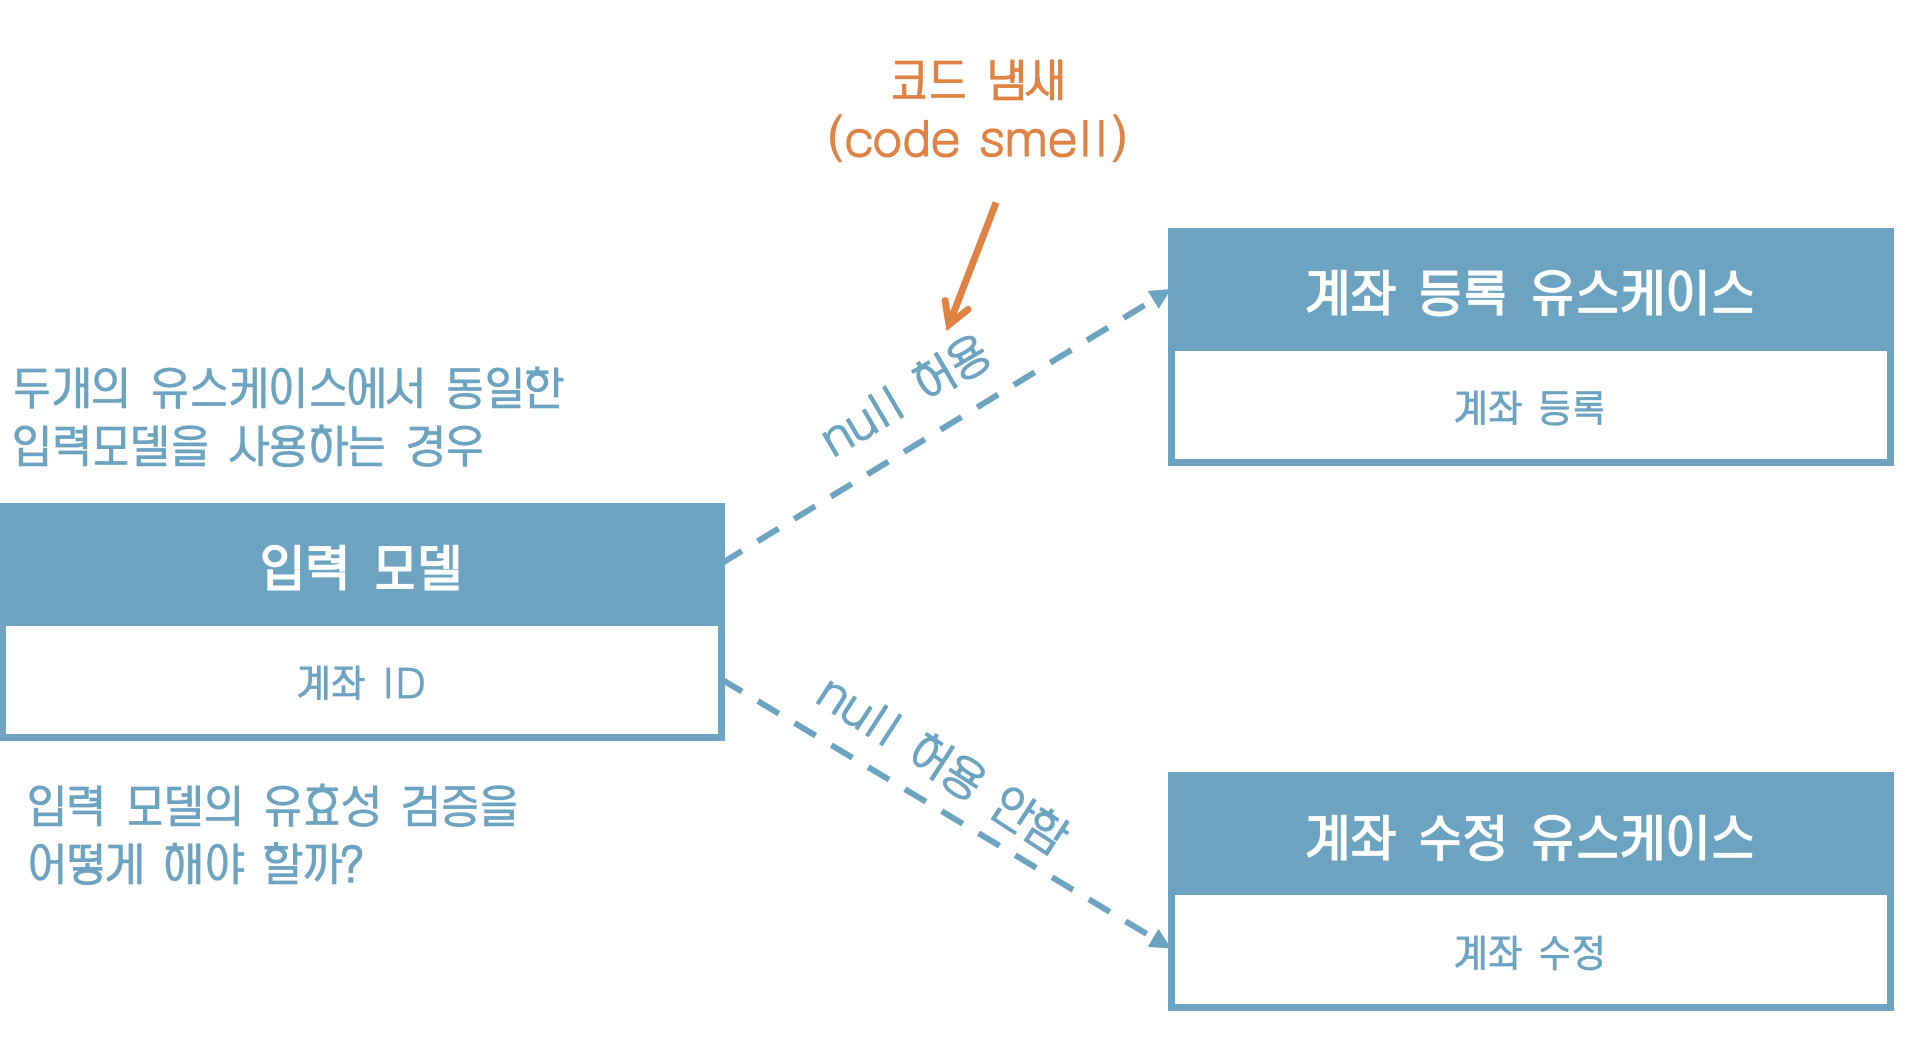 코드 냄새
(code smell)
null 허용
계좌 등록 유스케이스
계좌 등록
두개의 유스케이스에서 동일한
입력모델을 사용하는 경우
입력 모델
계좌 ID
null 허용 안함
입력 모델의 유효성 검증을
어떻게 해야 할까?
계좌 수정 유스케이스
계좌 수정